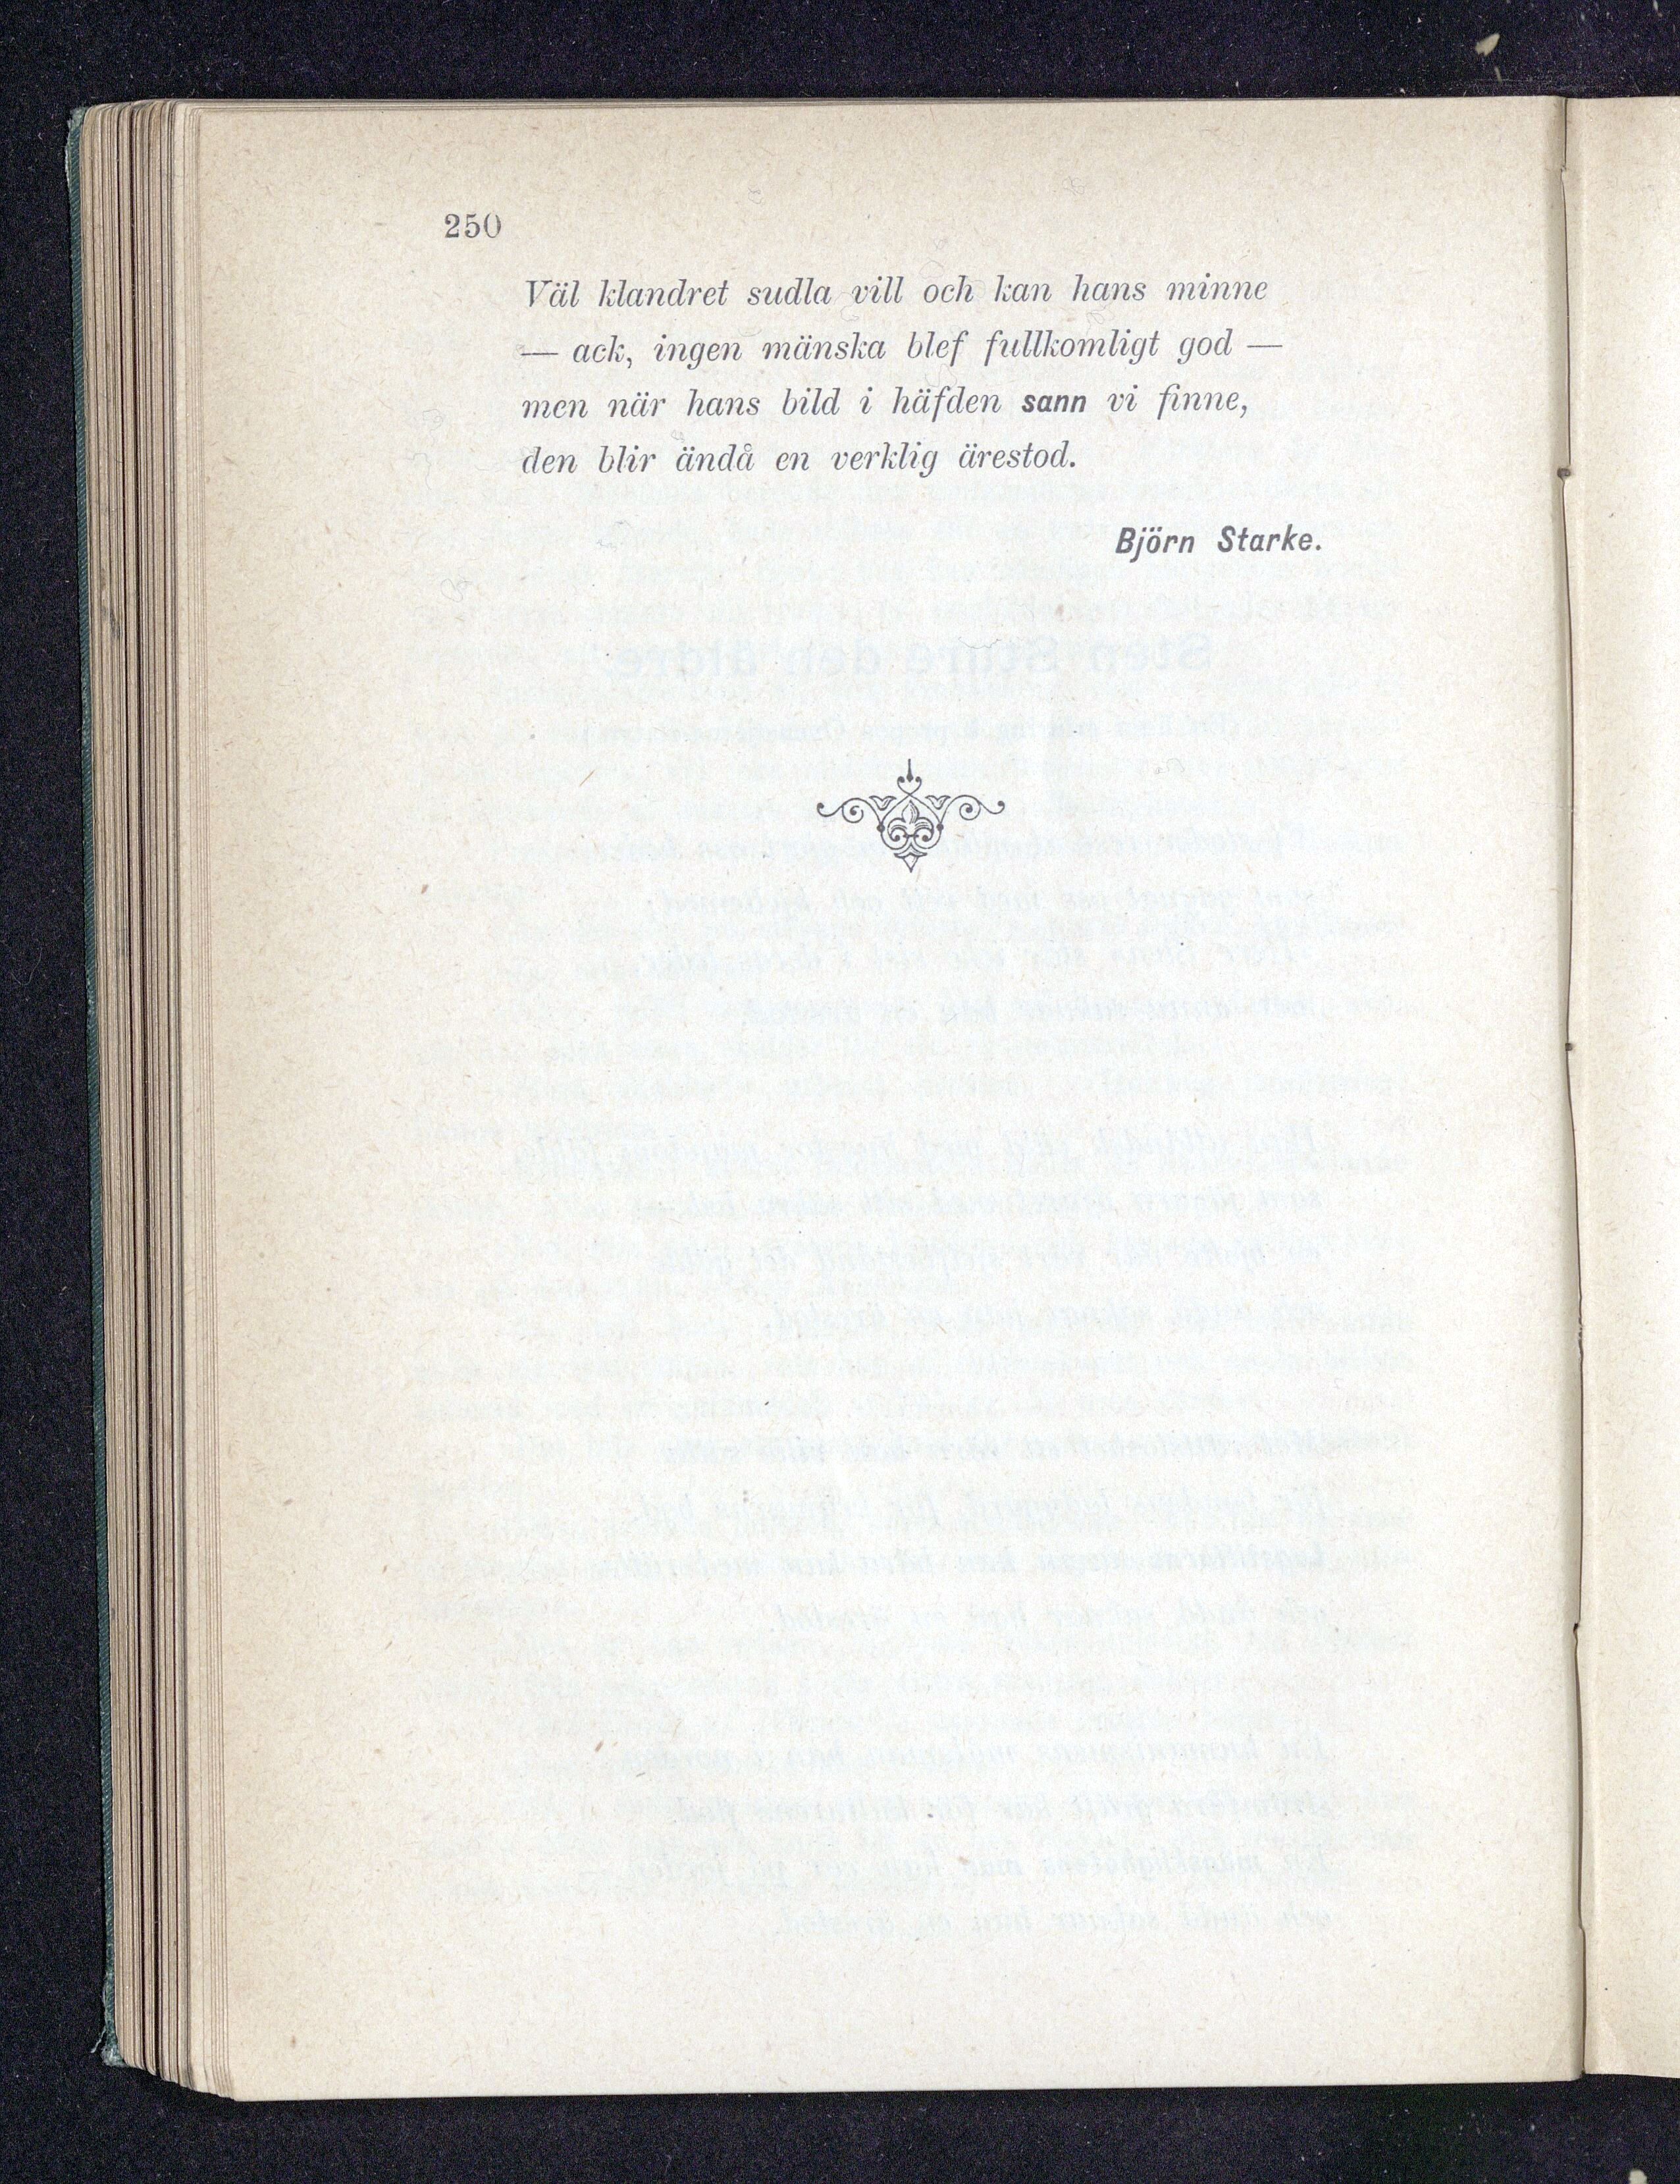 250
Väl klandret sudla vill och kan hans minne
— ack, ingen mänska blef fullkomligt god —
men när hans bild i häfden sann vi finne,
den blir ändå en verklig ärestod.
Björn Starke.